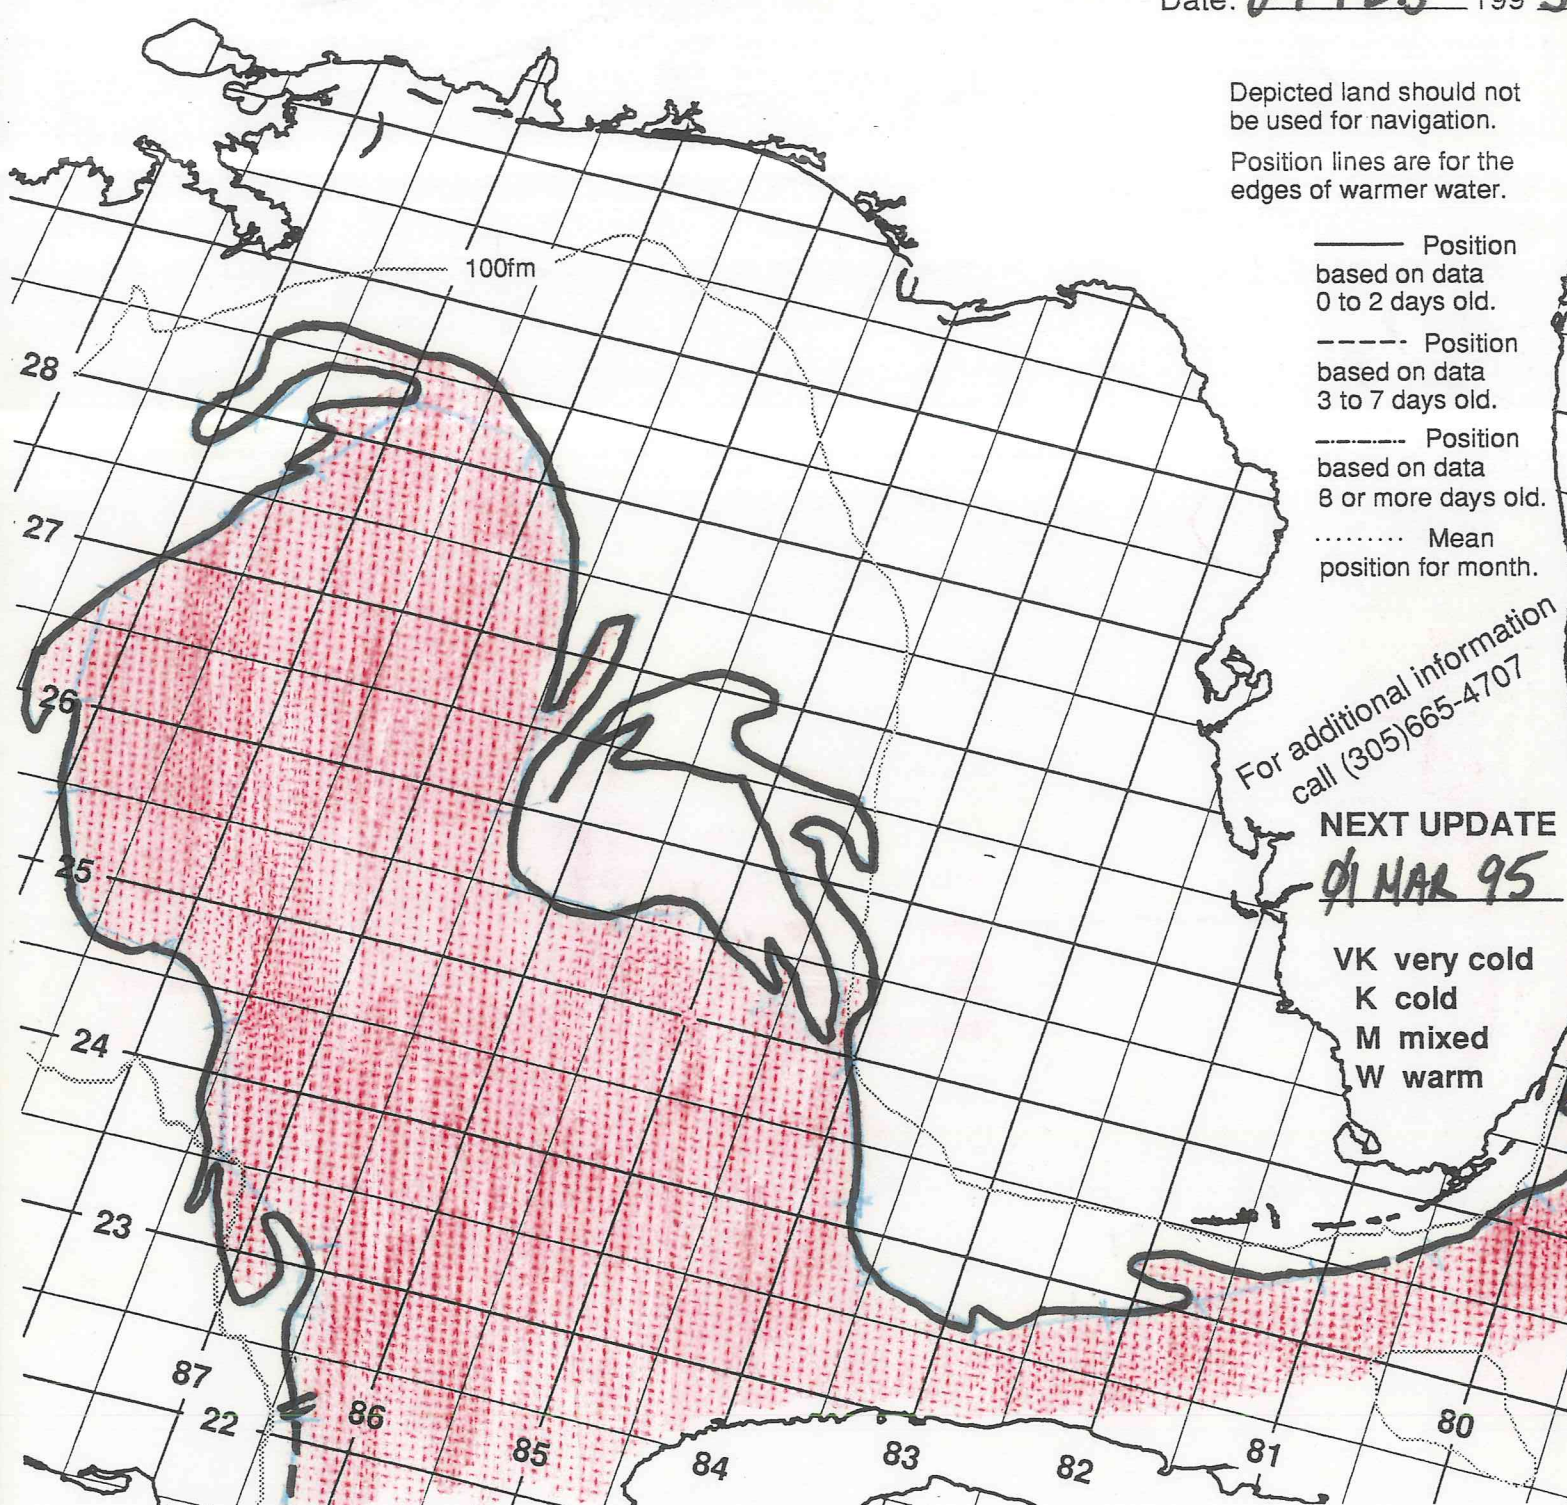 Date: 199
Depicted land should not
be used for navigation.
Position lines are for the
edges of warmer water.
Position
based on data
0 to 2 days old.
Position
based on data
3 to 7 days old.
Position
based on data
8 or more days old.
Mean
position for month.
For additional information
call (305)665-4707
NEXT UPDATE
01 MAR 95
VK very cold
K cold
M mixed
W warm
100fm
28
27
26
25
24
23
87
22
86
85
84
83
82
81
80